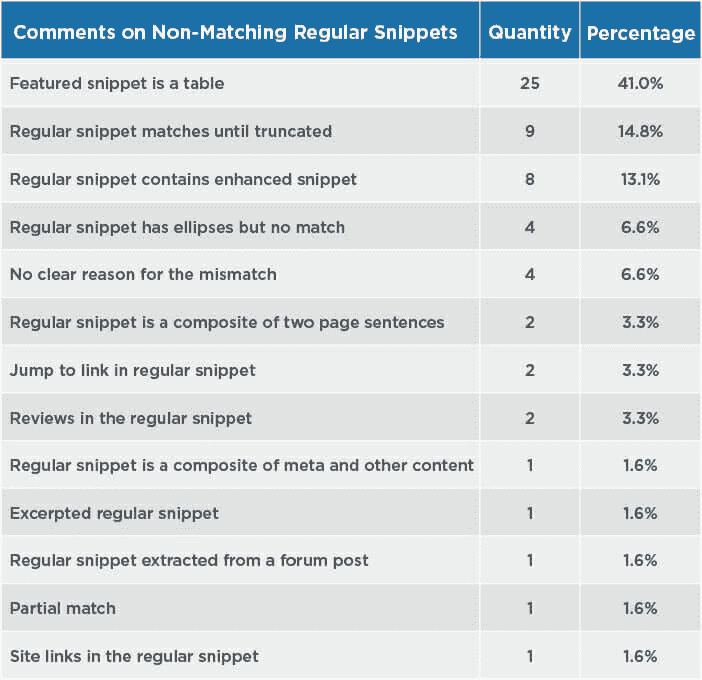 Comments on Non-Matching Regular Snippets Quantity Percentage
Featured snippet is a table 25 41.0%
Regular snippet matches until truncated 9 14.8%
Regular snippet contains enhanced snippet 8 13.1%
Regular snippet has ellipses but no match 4 6.6%
No clear reason for the mismatch 4 6.6%
Regular snippet is a composite of two page sentences 2 3.3%
Jump to link in regular snippet 2 3.3%
Reviews in the regular snippet 2 3.3%
Regular snippet is a composite of meta and other content 1 1.6%
Excerpted regular snippet 1 1.6%
Regular snippet extracted from a forum post 1 1.6%
Partial match 1 1.6%
Site links in the regular snippet 1 1.6%